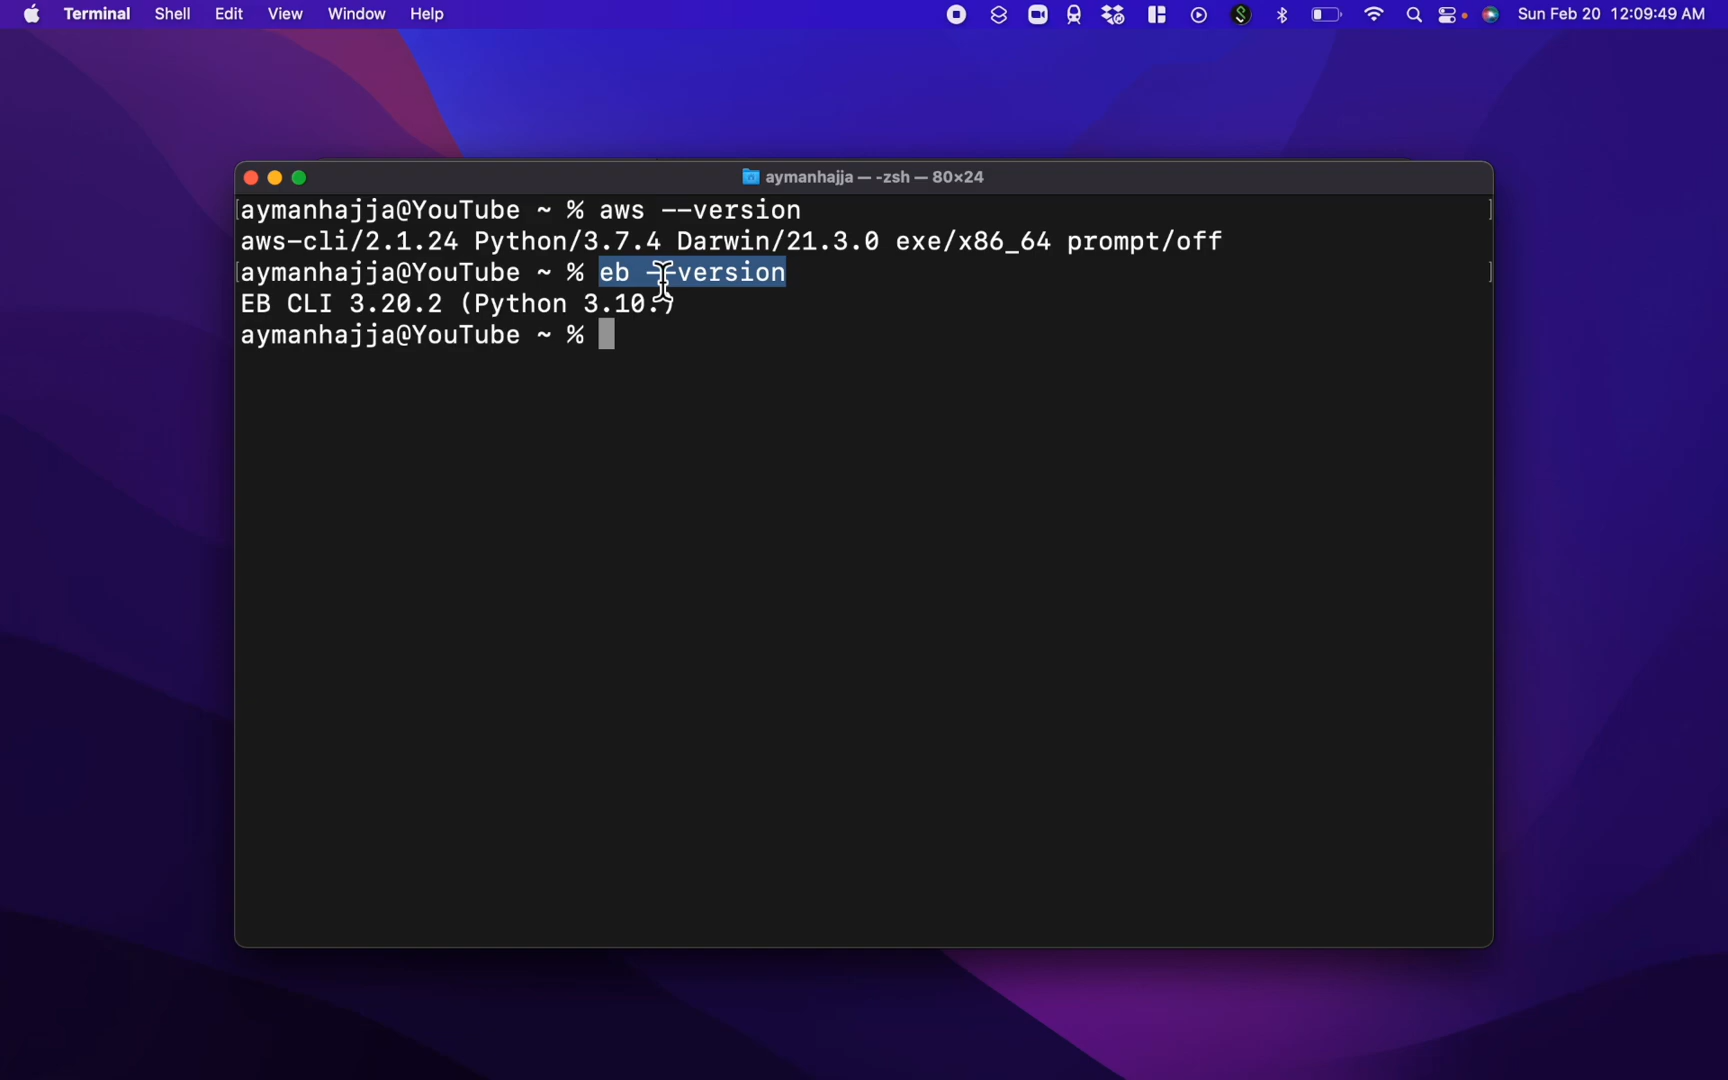 Terminal Shell Edit View Window Help Sun Feb 20 12:09:49 AM
aymanhajja — -zsh — 80×24
aymanhajja@YouTube ~ % aws --version
aws-cli/2.1.24 Python/3.7.4 Darwin/21.3.0 exe/x86_64 prompt/off
aymanhajja@YouTube ~ % eb --version
EB CLI 3.20.2 (Python 3.10.)
aymanhajja@YouTube ~ %